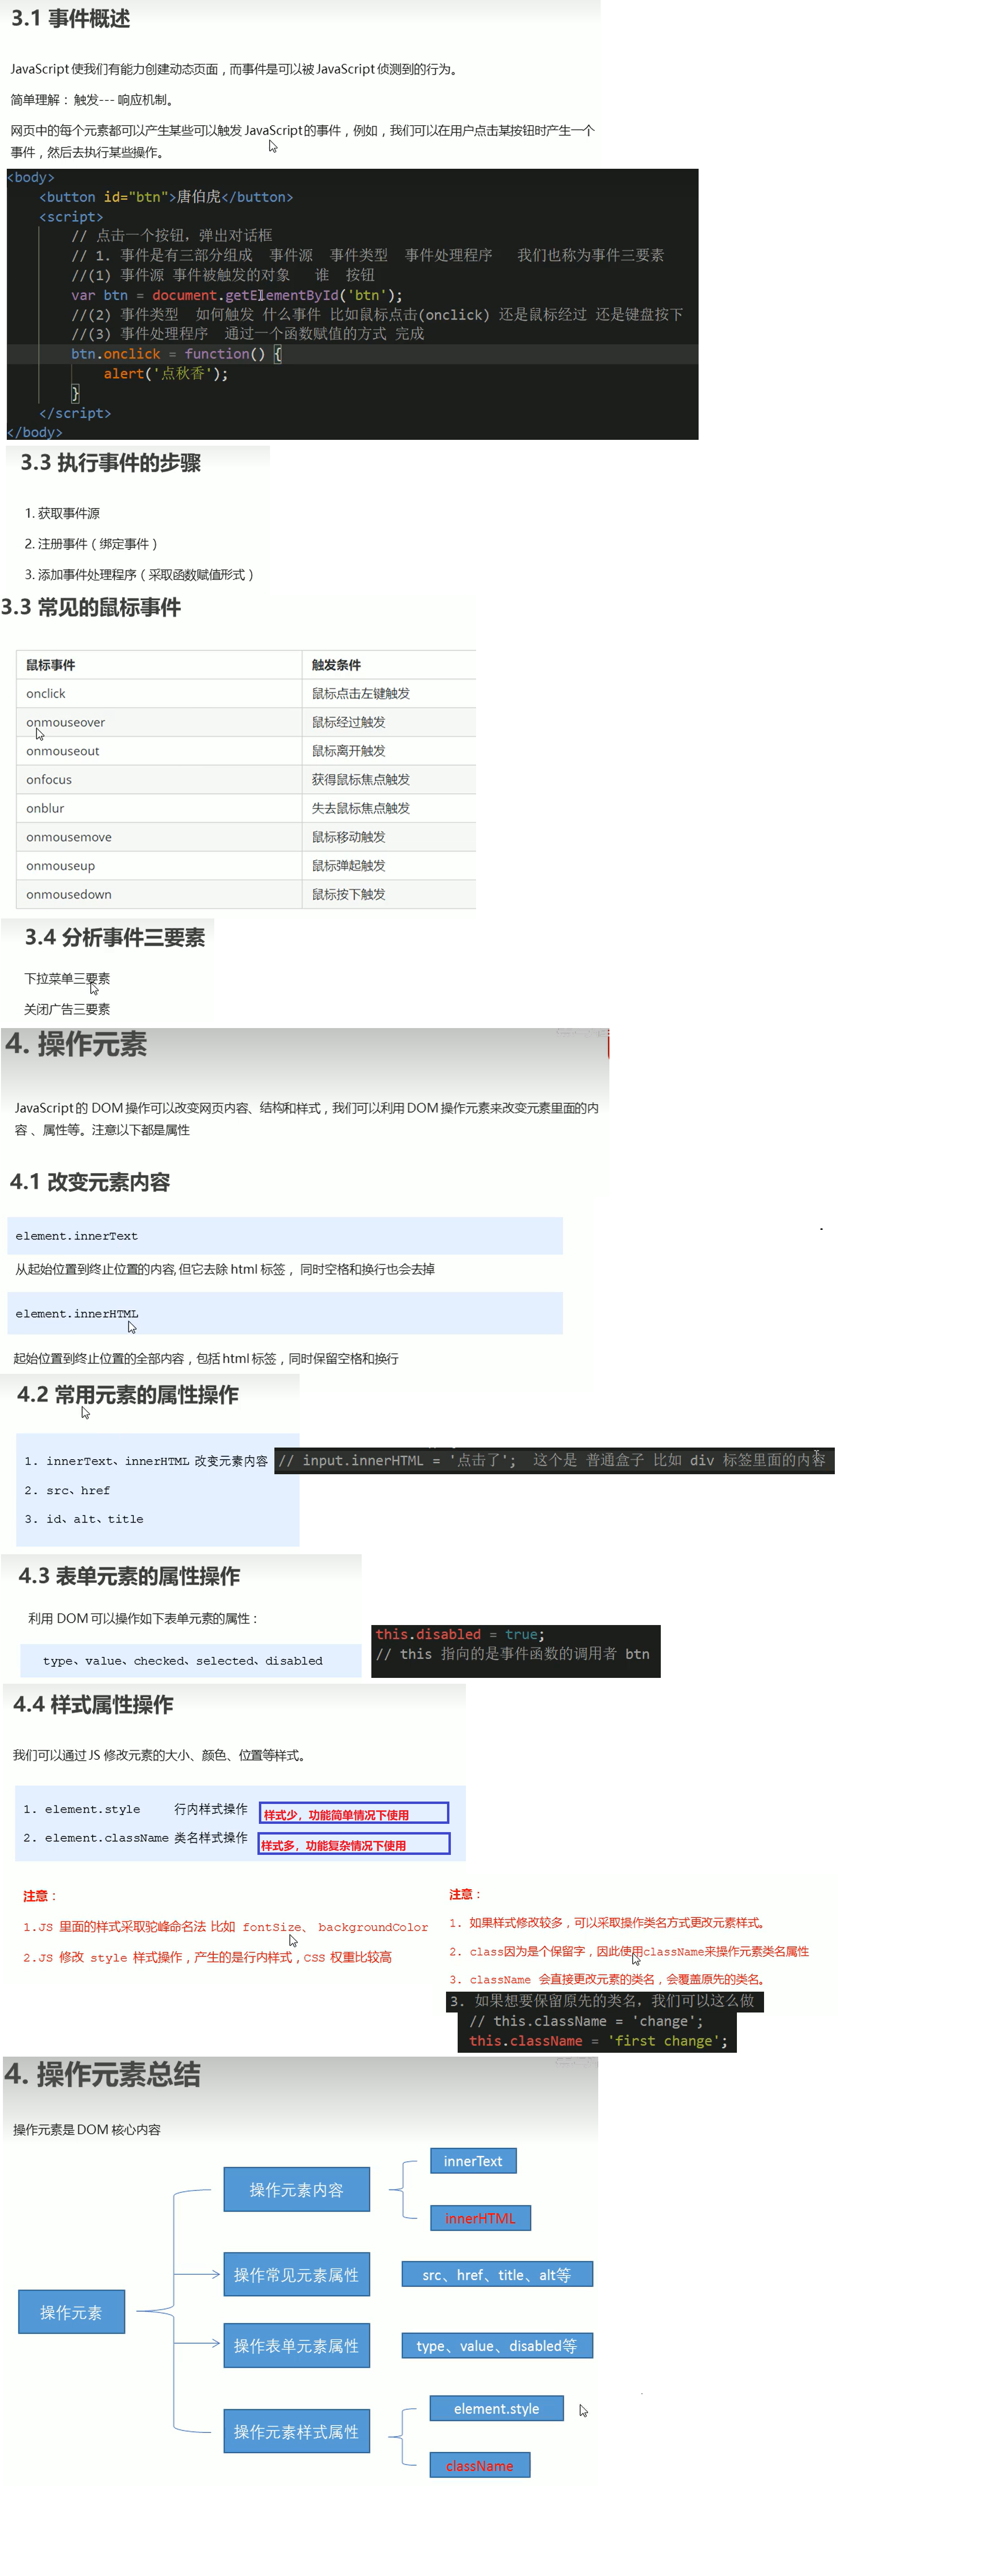 3.1 事件概述
JavaScript 使我们有能力创建动态页面，而事件是可以被 JavaScript 侦测到的行为。
简单理解： 触发--- 响应机制。
网页中的每个元素都可以产生某些可以触发 JavaScript 的事件，例如，我们可以在用户点击某按钮时产生一个
事件，然后去执行某些操作。
<body>
<button id="btn">唐伯虎</button>
<script>
// 点击一个按钮，弹出对话框
// 1. 事件是有三部分组成 事件源 事件类型 事件处理程序 我们也称为事件三要素
//(1) 事件源 事件被触发的对象 谁 按钮
var btn = document.getElementById('btn');
//(2) 事件类型 如何触发 什么事件 比如鼠标点击(onclick) 还是鼠标经过 还是键盘按下
//(3) 事件处理程序 通过一个函数赋值的方式 完成
btn.onclick = function() {
alert('点秋香');
}
</script>
</body>
3.3 执行事件的步骤
1. 获取事件源
2. 注册事件（绑定事件）
3. 添加事件处理程序（采取函数赋值形式）
3.3 常见的鼠标事件
鼠标事件 触发条件
onclick 鼠标点击左键触发
onmouseover 鼠标经过触发
onmouseout 鼠标离开触发
onfocus 获得鼠标焦点触发
onblur 失去鼠标焦点触发
onmousemove 鼠标移动触发
onmouseup 鼠标弹起触发
onmousedown 鼠标按下触发
3.4 分析事件三要素
下拉菜单三要素
关闭广告三要素
4. 操作元素
JavaScript 的 DOM 操作可以改变网页内容、结构和样式，我们可以利用 DOM 操作元素来改变元素里面的内
容 、属性等。注意以下都是属性
4.1 改变元素内容
element.innerText
从起始位置到终止位置的内容, 但它去除 html 标签， 同时空格和换行也会去掉
element.innerHTML
起始位置到终止位置的全部内容，包括 html 标签，同时保留空格和换行
4.2 常用元素的属性操作
1. innerText、innerHTML 改变元素内容
// input.innerHTML = '点击了'; 这个是 普通盒子 比如 div 标签里面的内容
2. src、href
3. id、alt、title
4.3 表单元素的属性操作
利用 DOM 可以操作如下表单元素的属性：
type、value、checked、selected、disabled
this.disabled = true;
// this 指向的是事件函数的调用者 btn
4.4 样式属性操作
我们可以通过 JS 修改元素的大小、颜色、位置等样式。
1. element.style 行内样式操作 样式少，功能简单情况下使用
2. element.className 类名样式操作 样式多，功能复杂情况下使用
注意：
1.JS 里面的样式采取驼峰命名法 比如 fontSize、 backgroundColor
2.JS 修改 style 样式操作，产生的是行内样式，CSS 权重比较高
注意：
1. 如果样式修改较多，可以采取操作类名方式更改元素样式。
2. class因为是个保留字，因此使用className来操作元素类名属性
3. className 会直接更改元素的类名，会覆盖原先的类名。
3. 如果想要保留原先的类名，我们可以这么做
// this.className = 'change';
this.className = 'first change';
4. 操作元素总结
操作元素是 DOM 核心内容
操作元素
操作元素内容
innerText
innerHTML
操作常见元素属性
src、href、title、alt等
操作表单元素属性
type、value、disabled等
操作元素样式属性
element.style
className